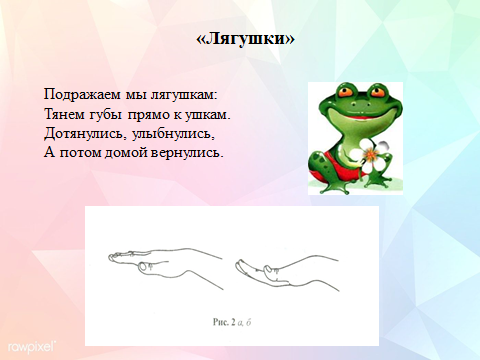 «Лягушки»
Подражаем мы лягушкам:
Тянем губы прямо к ушкам.
Дотянулись, улыбнулись,
А потом домой вернулись.
Рис. 2 а, б
rawpixel